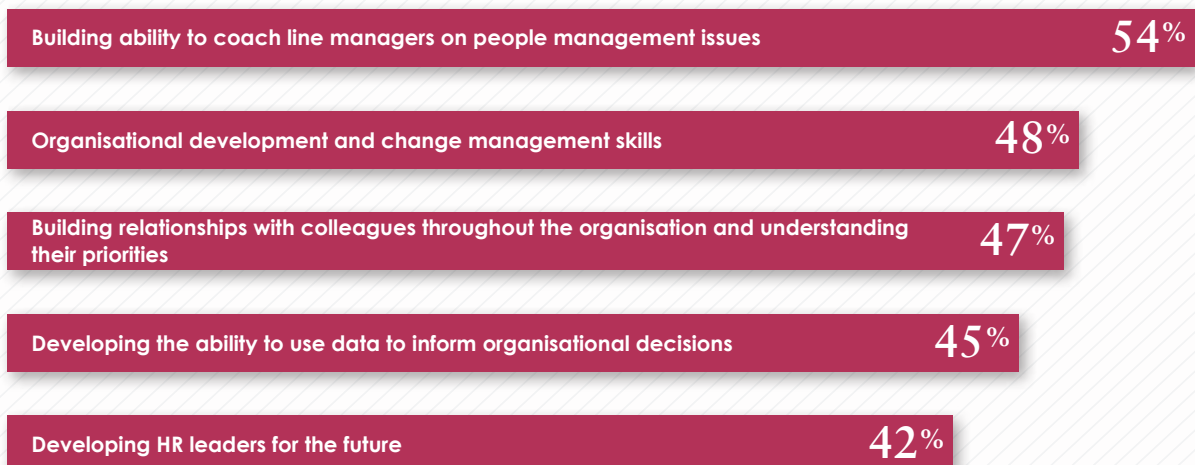 Building ability to coach line managers on people management issues 54%
Organisational development and change management skills 48%
Building relationships with colleagues throughout the organisation and understanding
their priorities 47%
Developing the ability to use data to inform organisational decisions 45%
Developing HR leaders for the future 42%